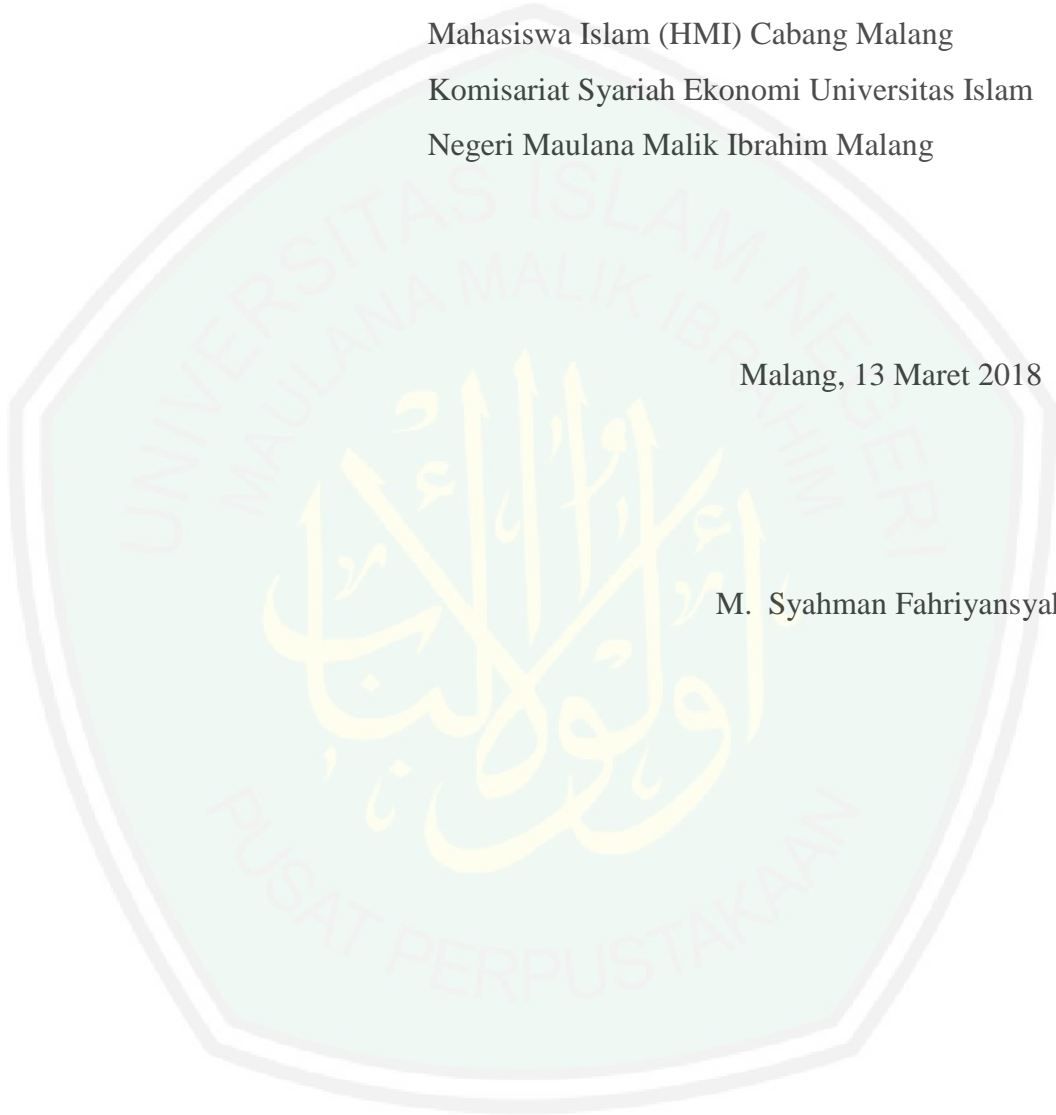 Mahasiswa Islam (HMI) Cabang Malang
Komisariat Syariah Ekonomi Universitas Islam
Negeri Maulana Malik Ibrahim Malang
UNIVERSITAS ISLAM NEGERI
MAULANA MALIK IBRAHIM
Malang, 13 Maret 2018
M. Syahman Fahriyansyah
PUSAT PERPUSTAKAAN